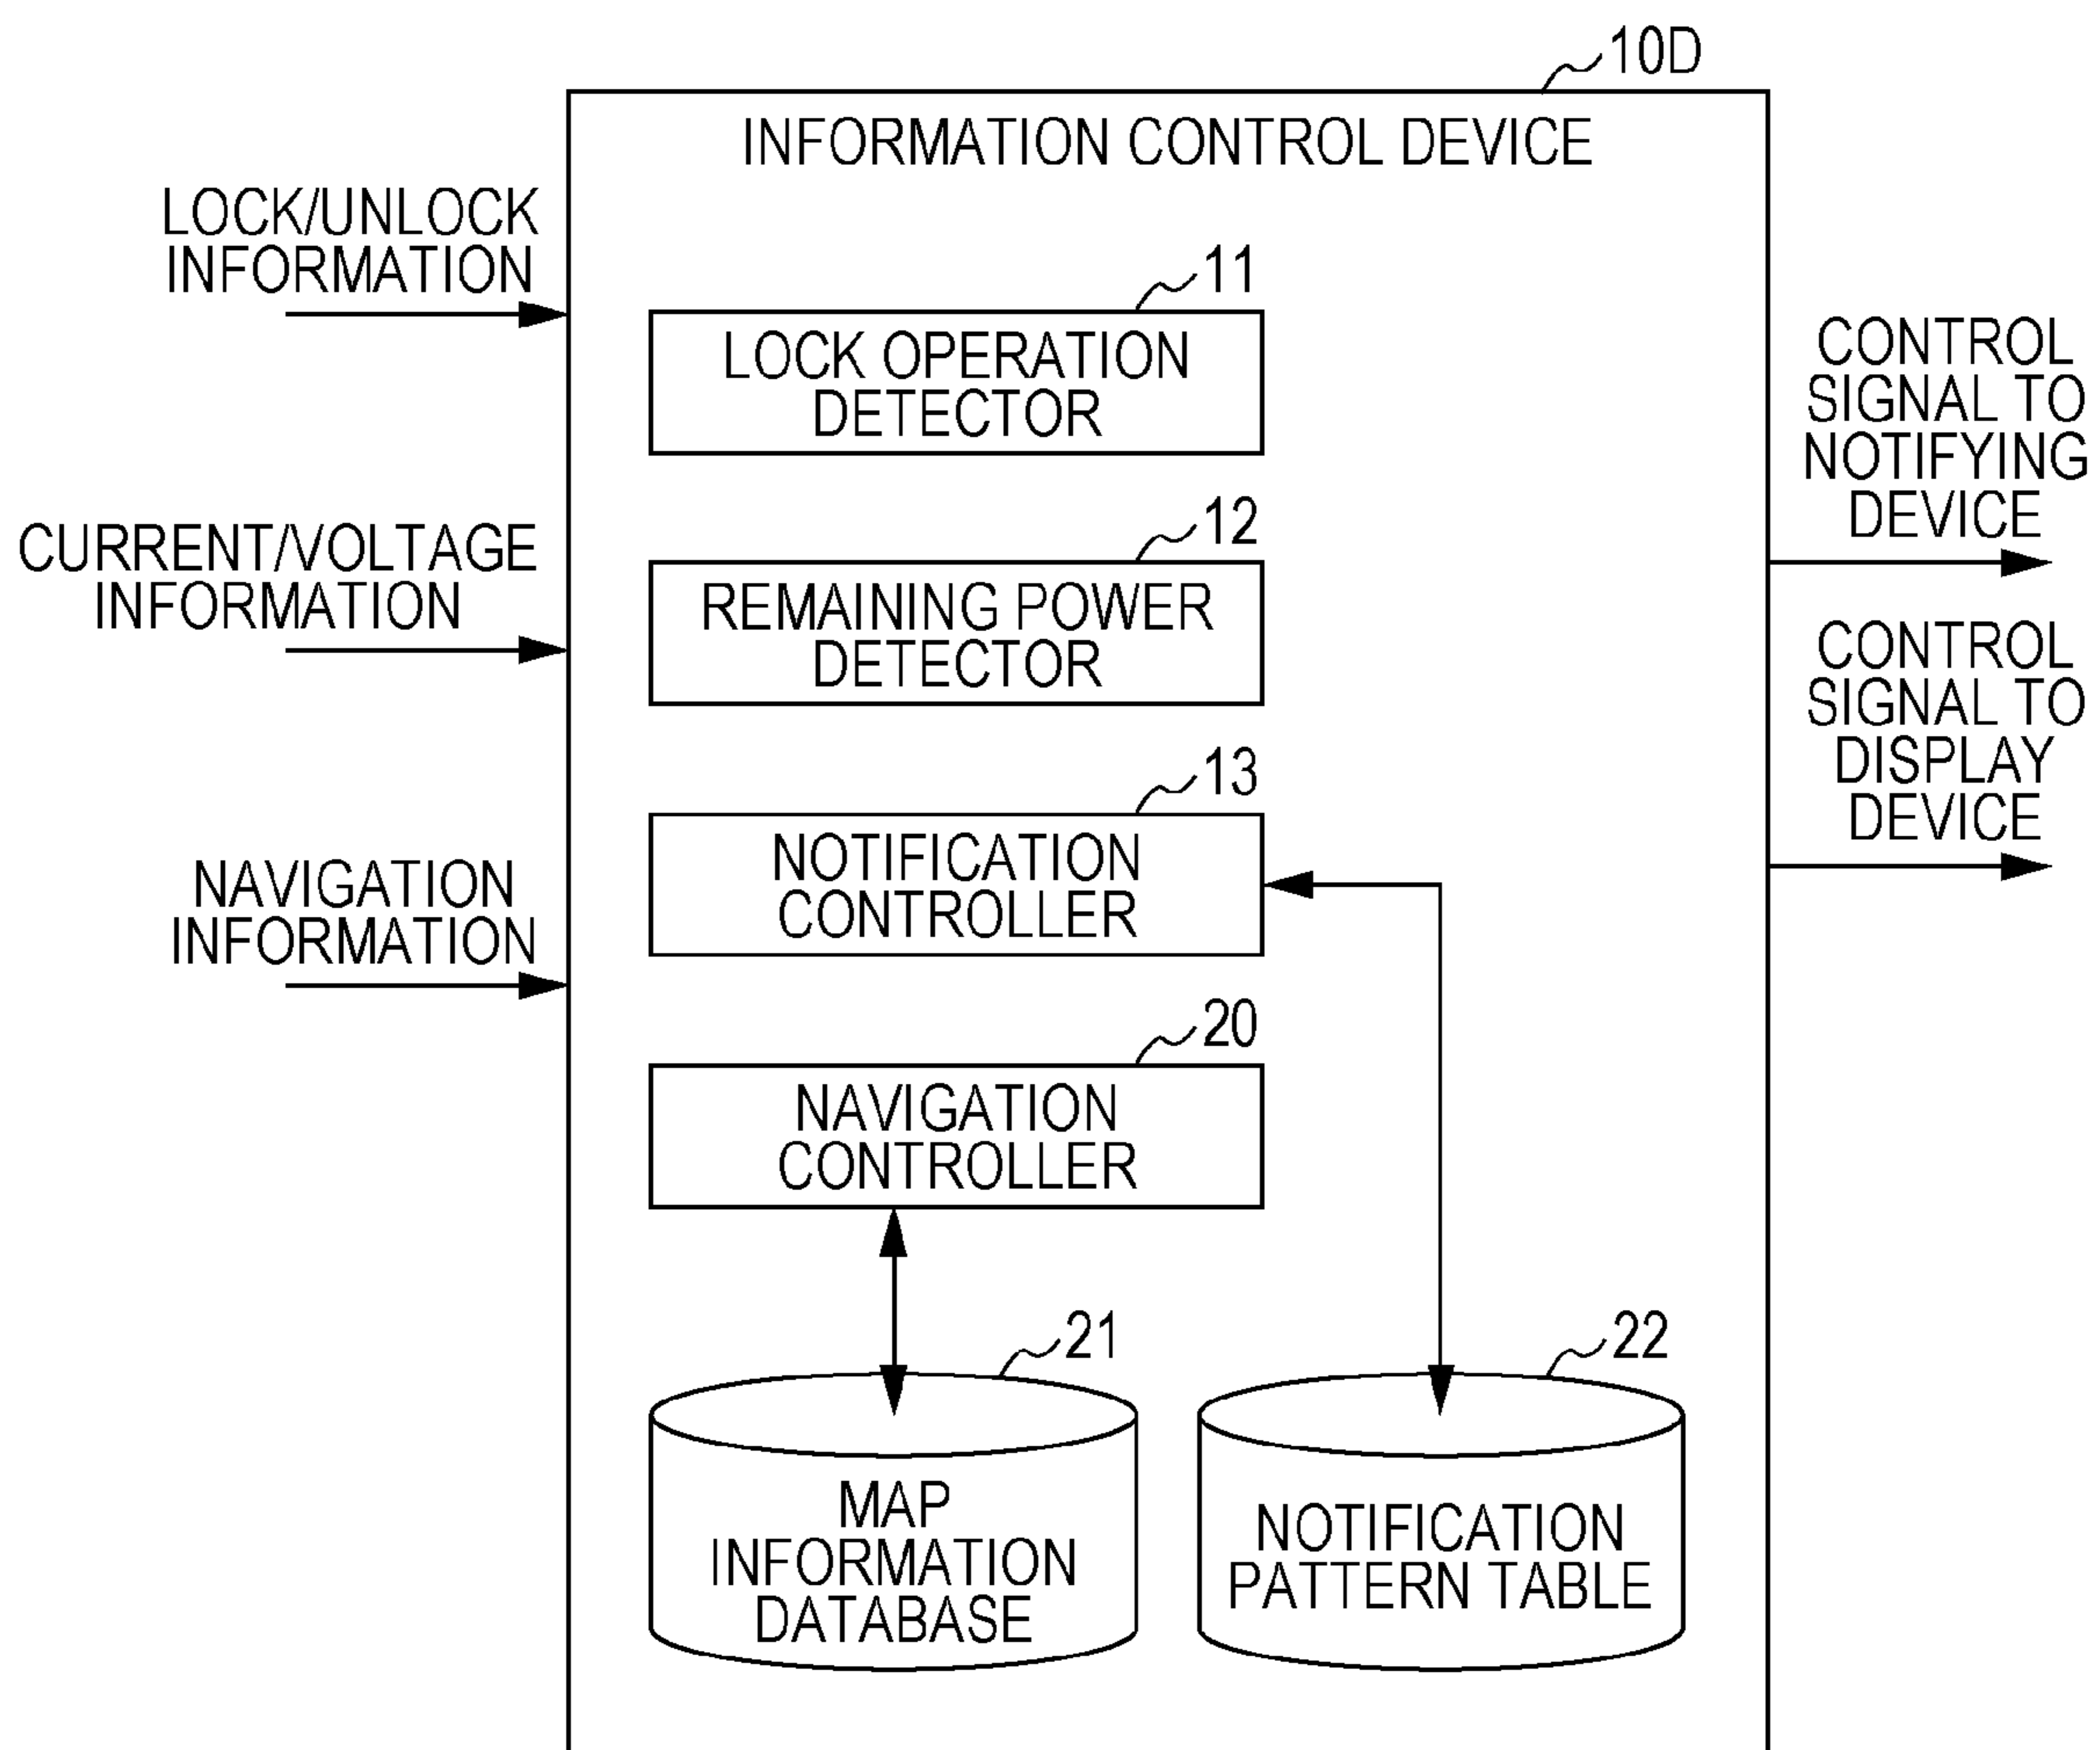 10D
INFORMATION CONTROL DEVICE
LOCK/UNLOCK
INFORMATION
11
LOCK OPERATION
DETECTOR
CONTROL
SIGNAL TO
NOTIFYING
DEVICE
CURRENT/VOLTAGE
INFORMATION
12
REMAINING POWER
DETECTOR
CONTROL
SIGNAL TO
DISPLAY
DEVICE
13
NOTIFICATION
CONTROLLER
NAVIGATION
INFORMATION
20
NAVIGATION
CONTROLLER
21
MAP
INFORMATION
DATABASE
22
NOTIFICATION
PATTERN TABLE